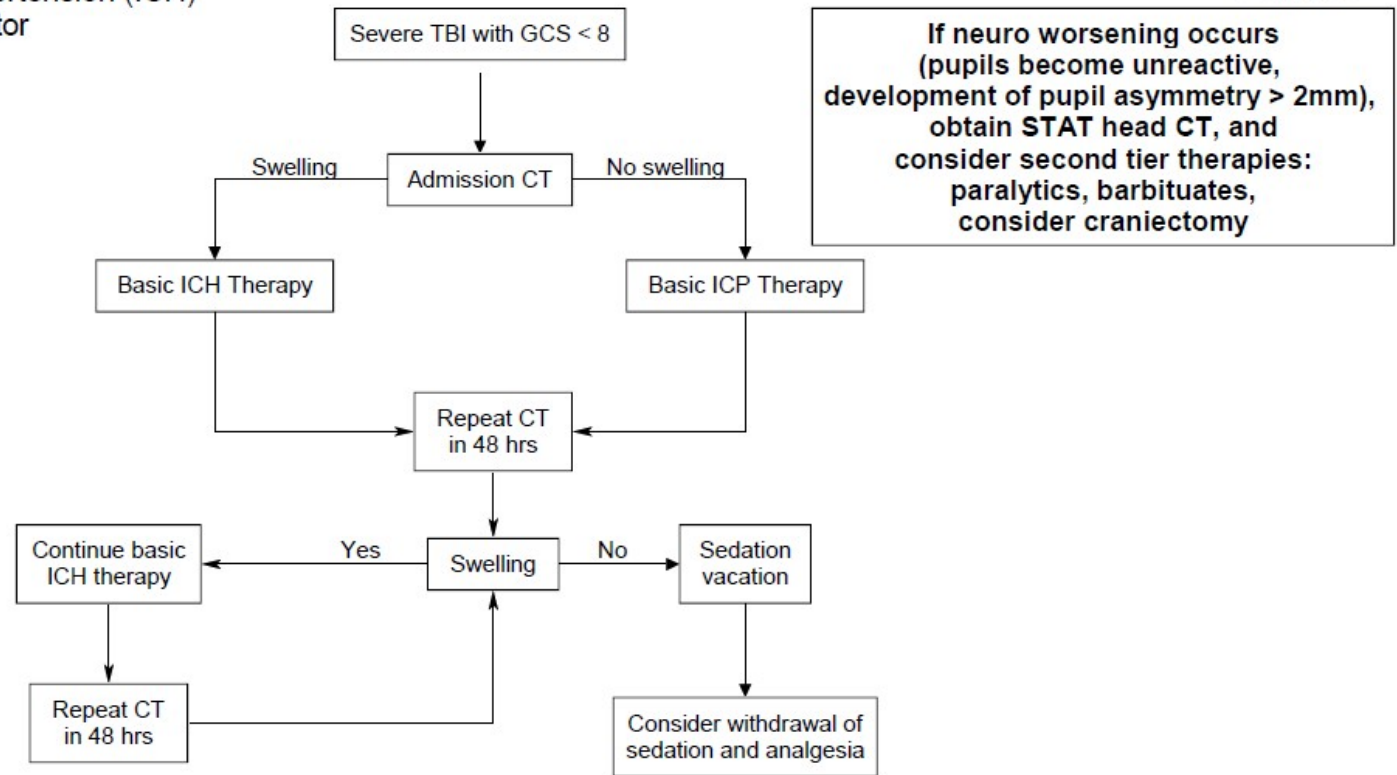 Severe TBI with GCS < 8
If neuro worsening occurs
(pupils become unreactive,
development of pupil asymmetry > 2mm),
obtain STAT head CT, and
consider second tier therapies:
paralytics, barbituates,
consider craniectomy
Swelling
Admission CT
No swelling
Basic ICH Therapy
Basic ICP Therapy
Repeat CT
in 48 hrs
Continue basic
ICH therapy
Yes
Swelling
No
Sedation
vacation
Repeat CT
in 48 hrs
Consider withdrawal of
sedation and analgesia